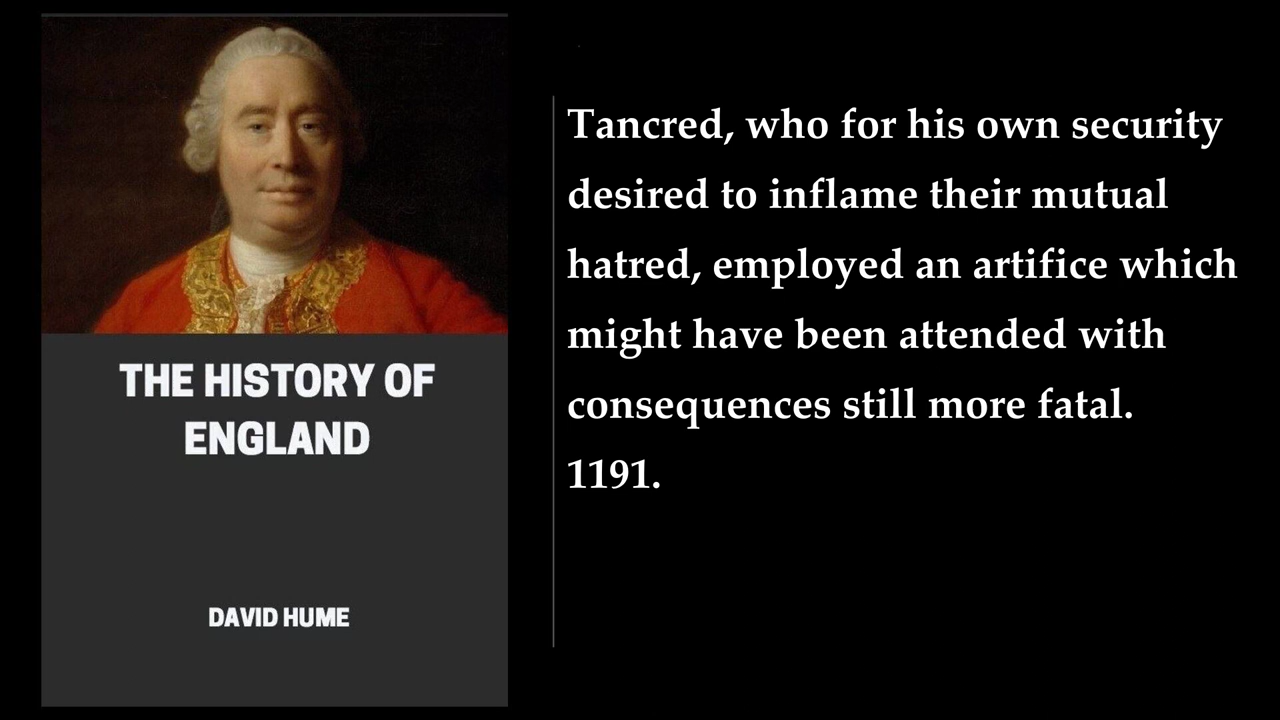 THE HISTORY OF
ENGLAND
DAVID HUME
Tancred, who for his own security
desired to inflame their mutual
hatred, employed an artifice which
might have been attended with
consequences still more fatal.
1191.